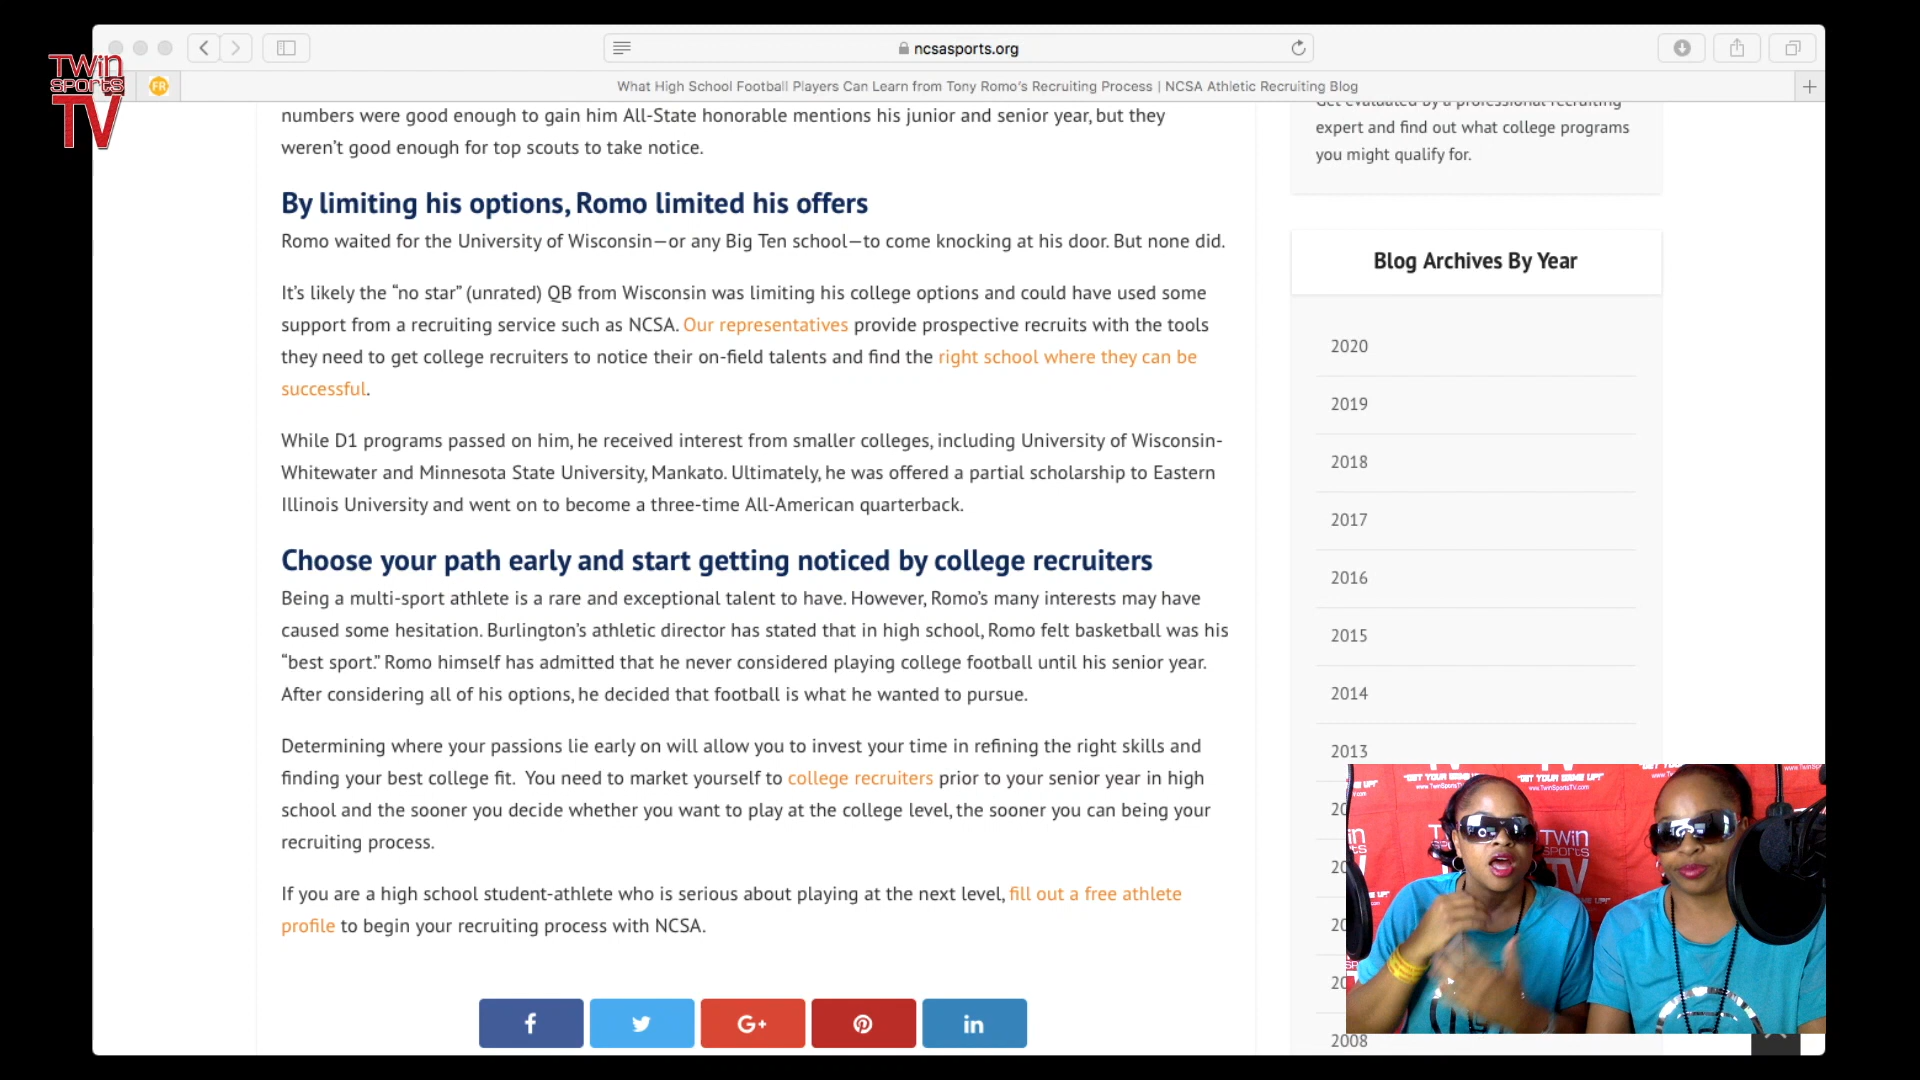 TWin
sports
TV
FR
ncsasports.org
What High School Football Players Can Learn from Tony Romo's Recruiting Process | NCSA Athletic Recruiting Blog
numbers were good enough to gain him All-State honorable mentions his junior and senior year, but they
weren't good enough for top scouts to take notice.
By limiting his options, Romo limited his offers
Romo waited for the University of Wisconsin—or any Big Ten school—to come knocking at his door. But none did.
It's likely the “no star” (unrated) QB from Wisconsin was limiting his college options and could have used some
support from a recruiting service such as NCSA. Our representatives provide prospective recruits with the tools
they need to get college recruiters to notice their on-field talents and find the right school where they can be
successful.
While D1 programs passed on him, he received interest from smaller colleges, including University of Wisconsin-
Whitewater and Minnesota State University, Mankato. Ultimately, he was offered a partial scholarship to Eastern
Illinois University and went on to become a three-time All-American quarterback.
Choose your path early and start getting noticed by college recruiters
Being a multi-sport athlete is a rare and exceptional talent to have. However, Romo's many interests may have
caused some hesitation. Burlington's athletic director has stated that in high school, Romo felt basketball was his
“best sport.” Romo himself has admitted that he never considered playing college football until his senior year.
After considering all of his options, he decided that football is what he wanted to pursue.
Determining where your passions lie early on will allow you to invest your time in refining the right skills and
finding your best college fit. You need to market yourself to college recruiters prior to your senior year in high
school and the sooner you decide whether you want to play at the college level, the sooner you can being your
recruiting process.
If you are a high school student-athlete who is serious about playing at the next level, fill out a free athlete
profile to begin your recruiting process with NCSA.
f
G+
in
Get evaluated by a professional recruiting
expert and find out what college programs
you might qualify for.
Blog Archives By Year
2020
2019
2018
2017
2016
2015
2014
2013
2008
"GET YOUR GAME UP!"
www.TwinSportsTV.com
TWin
sports
TV